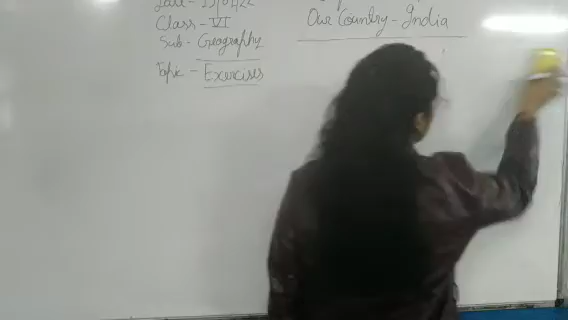 Class - VI
Sub - Geography
Topic - Exercises
Our Country - India